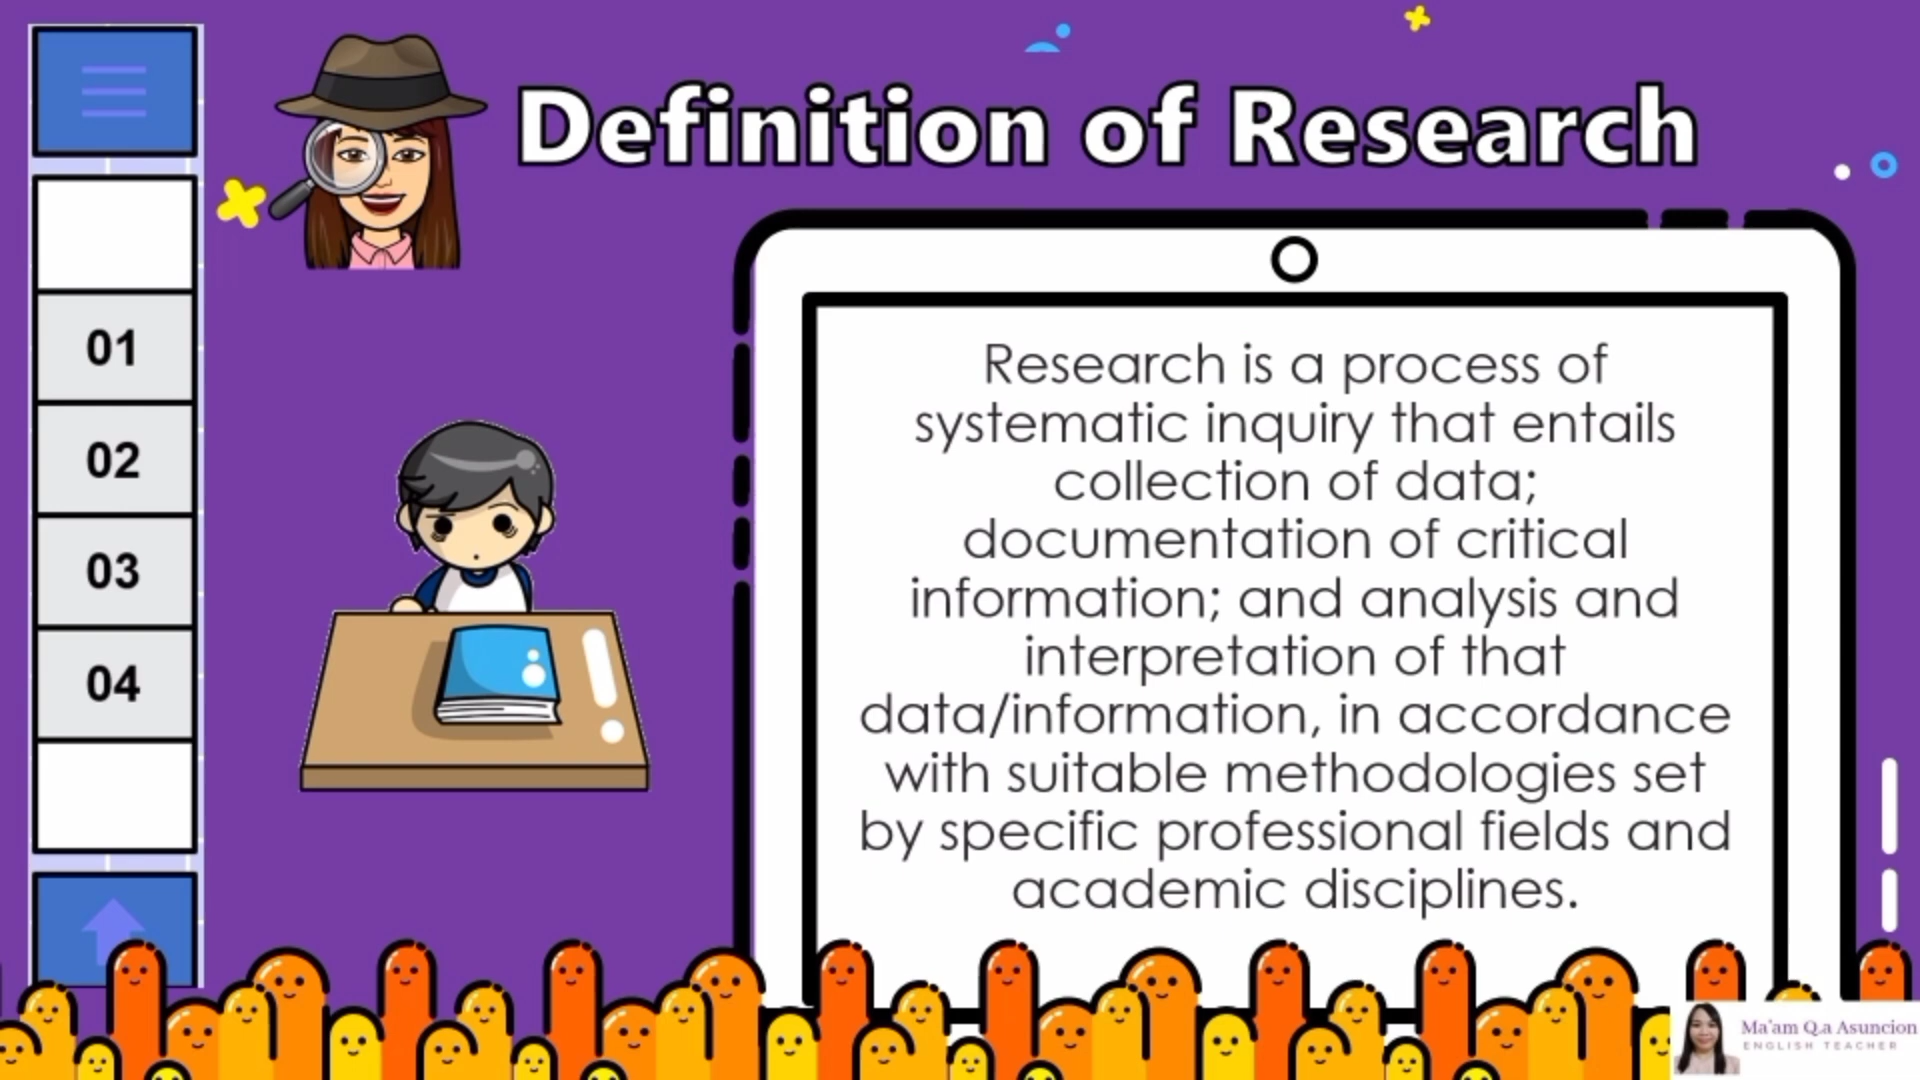 Definition of Research
01
02
03
04
Research is a process of
systematic inquiry that entails
collection of data;
documentation of critical
information; and analysis and
interpretation of that
data/information, in accordance
with suitable methodologies set
by specific professional fields and
academic disciplines.
Ma'am Q.a Asuncion
ENGLISH TEACHER